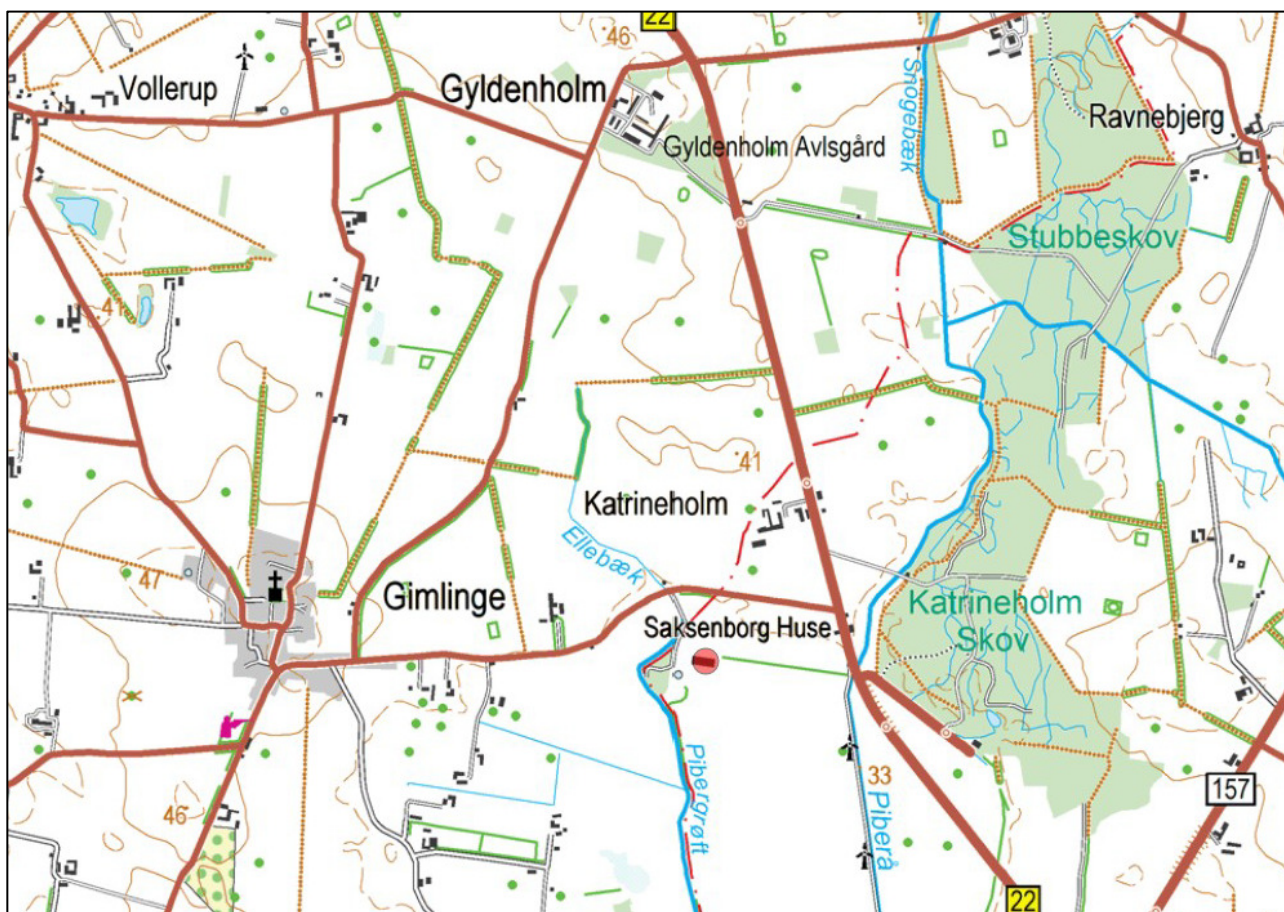 22
46
Vollerup
Gyldenholm
Snogebæk
Ravnebjerg
Gyldenholm Avlsgård
Stubbeskov
41
41
Katrineholm
Ellebæk
47
Gimlinge
Katrineholm
Skov
Saksenborg Huse
Pibergrøft
33
Piberå
157
46
22